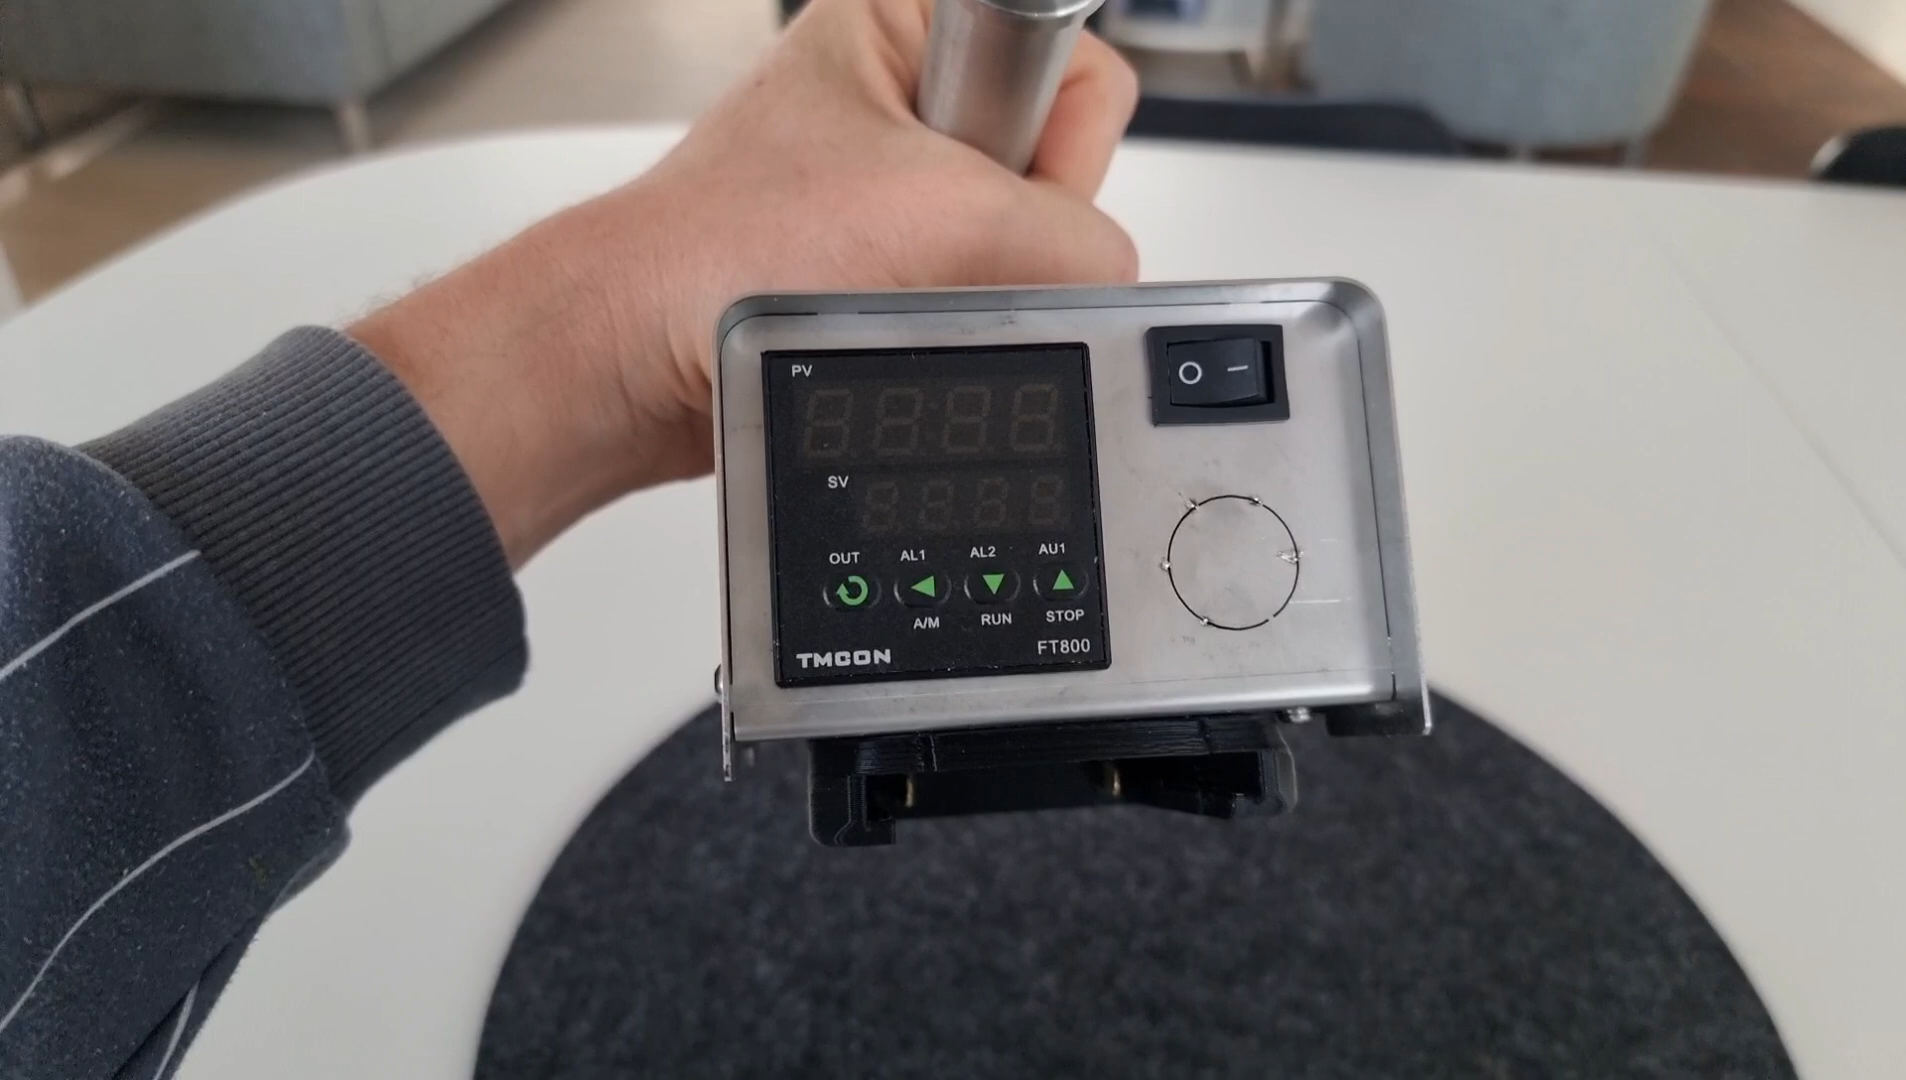 PV
SV
OUT AL1 AL2 AU1
A/M RUN STOP
TMCON FT800